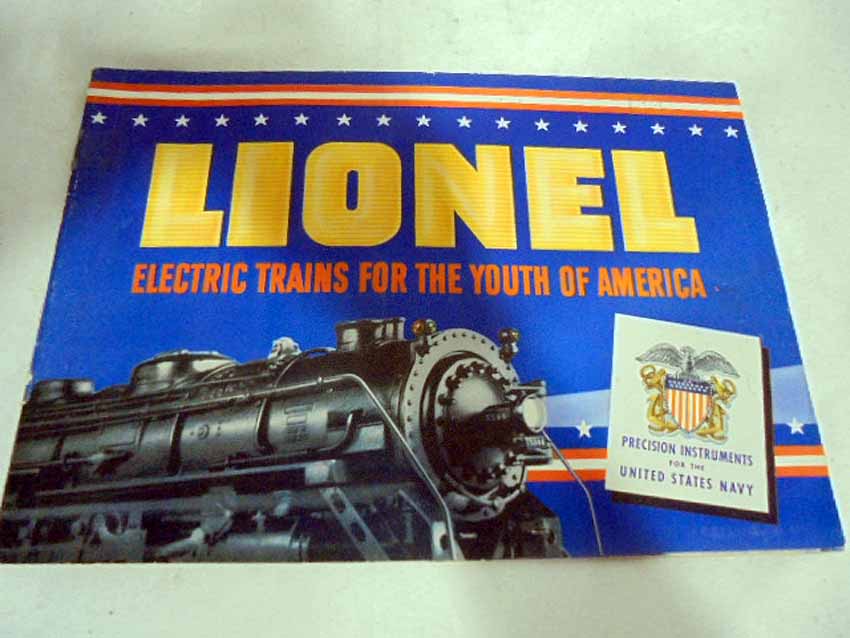 LIONEL
ELECTRIC TRAINS FOR THE YOUTH OF AMERICA
PRECISION INSTRUMENTS
FOR THE
UNITED STATES NAVY